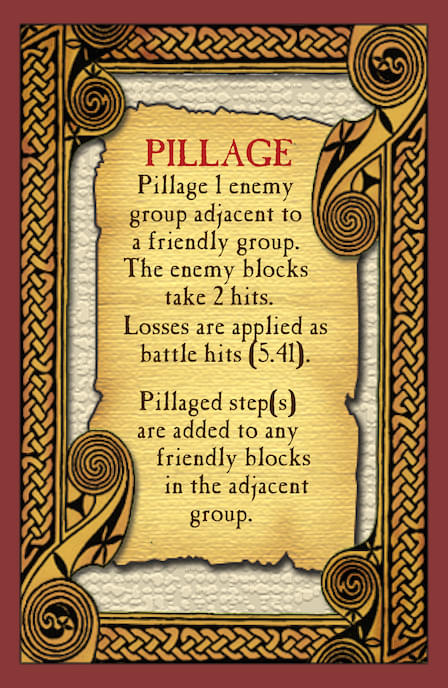 PILLAGE
Pillage 1 enemy
group adjacent to
a friendly group.
The enemy blocks
take 2 hits.
Losses are applied as
battle hits (5.41).
Pillaged step(s)
are added to any
friendly blocks
in the adjacent
group.